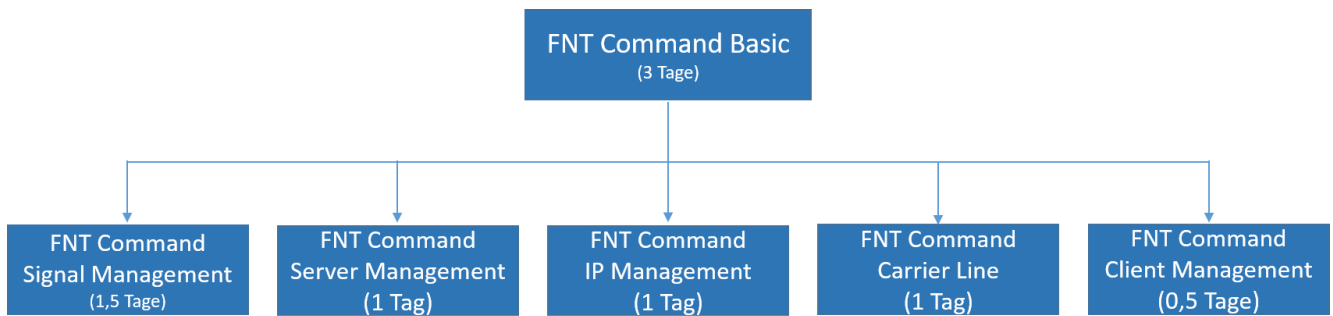 FNT Command Basic
(3 Tage)
FNT Command
Signal Management
(1,5 Tage)
FNT Command
Server Management
(1 Tag)
FNT Command
IP Management
(1 Tag)
FNT Command
Carrier Line
(1 Tag)
FNT Command
Client Management
(0,5 Tage)